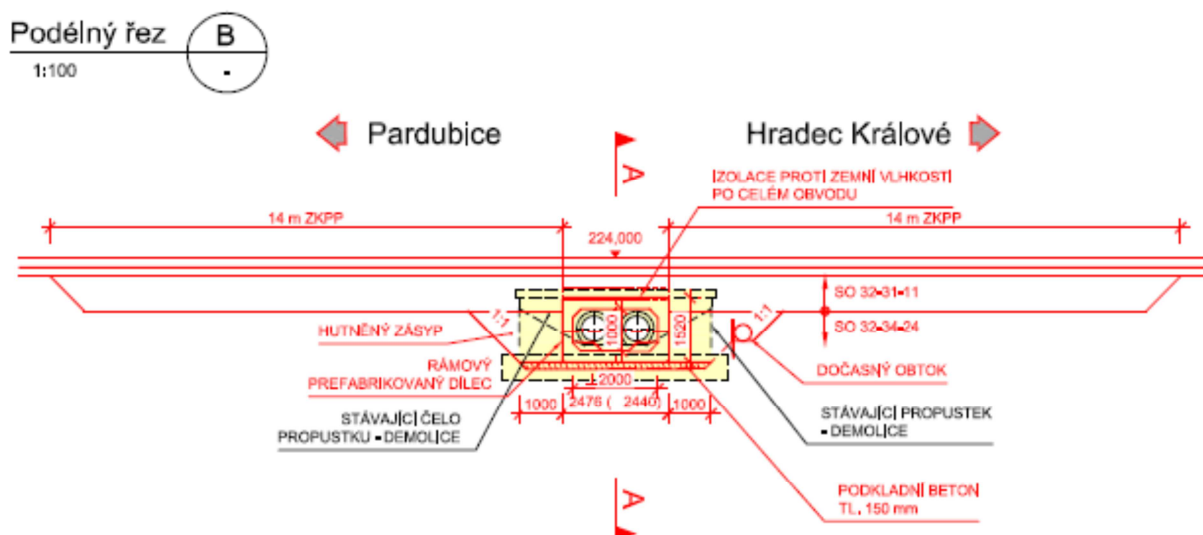 Podélný řez
B
1:100
-
Pardubice
Hradec Králové
A
IZOLACE PROTI ZEMNÍ VLHKOSTI
PO CELÉM OBVODU
14 m ZKPP
14 m ZKPP
224,000
SO 32-31-11
SO 32-34-24
1:1
1:1
1000
1520
HUTNĚNÝ ZÁSYP
RÁMOVÝ
PREFABRIKOVANÝ DÍLEC
DOČASNÝ OBTOK
2000
1000
2476 ( 2440)
1000
STÁVAJÍCÍ ČELO
PROPUSTKU - DEMOLICE
STÁVAJÍCÍ PROPUSTEK
- DEMOLICE
PODKLADNÍ BETON
TL. 150 mm
A